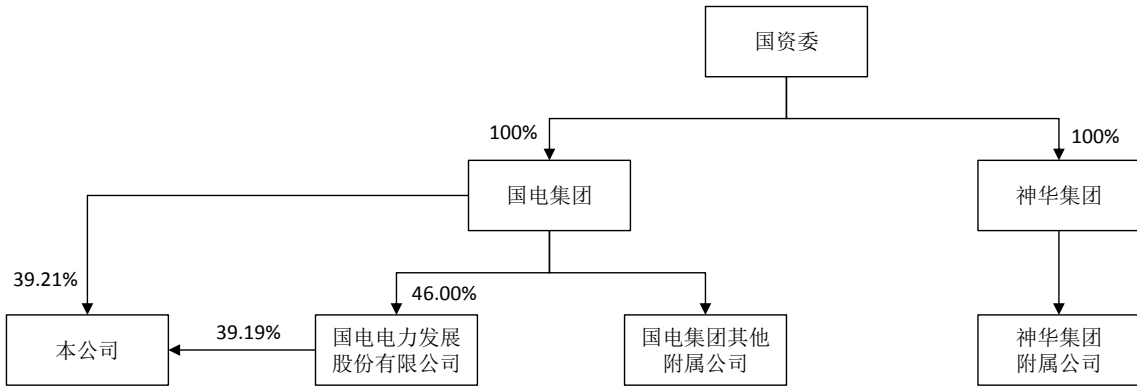 国资委
100%
100%
国电集团
神华集团
39.21%
46.00%
39.19%
本公司
国电电力发展
股份有限公司
国电集团其他
附属公司
神华集团
附属公司